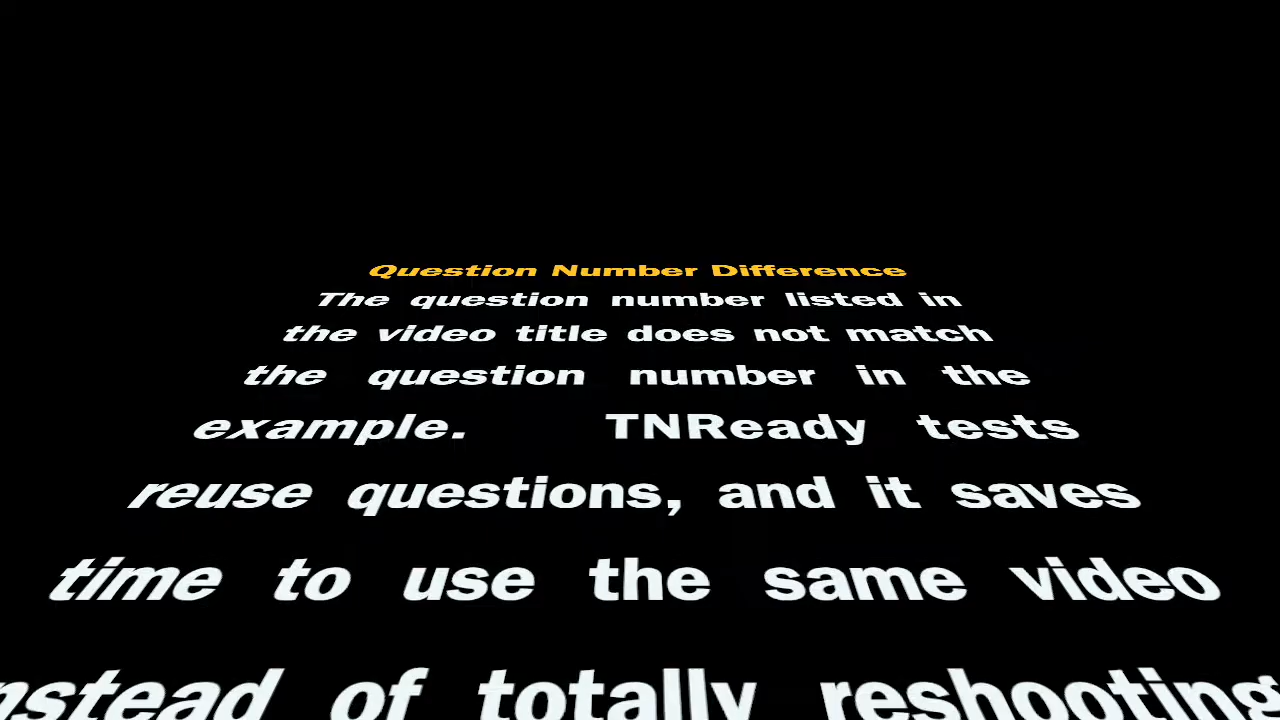 Question Number Difference
The question number listed in
the video title does not match
the question number in the
example. TNReady tests
reuse questions, and it saves
time to use the same video
of totally reshooting